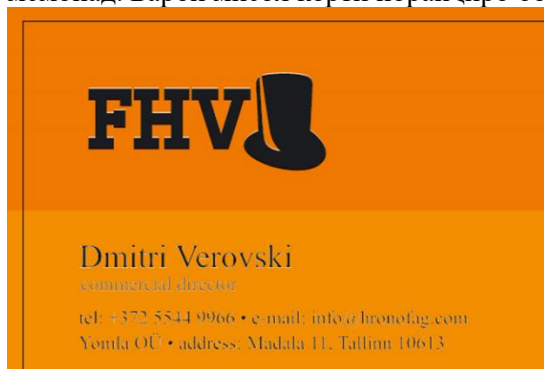 FHV
Dmitri Verovski
commercial director
tel: +372 5544 9966 • e-mail: info@hronofag.com
Yomla OÜ • address: Madala 11, Tallinn 10613